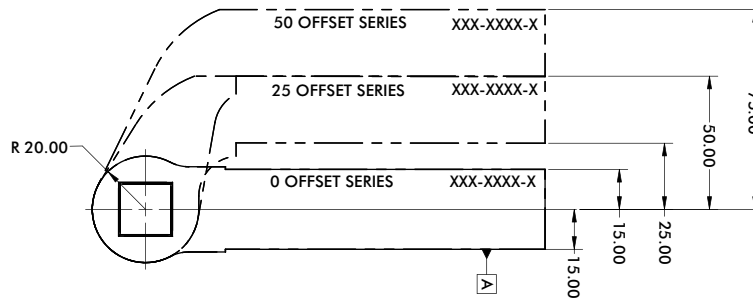 50 OFFSET SERIES XXX-XXXX-X
25 OFFSET SERIES XXX-XXXX-X
R 20.00
0 OFFSET SERIES XXX-XXXX-X
50.00
25.00
15.00
15.00
A